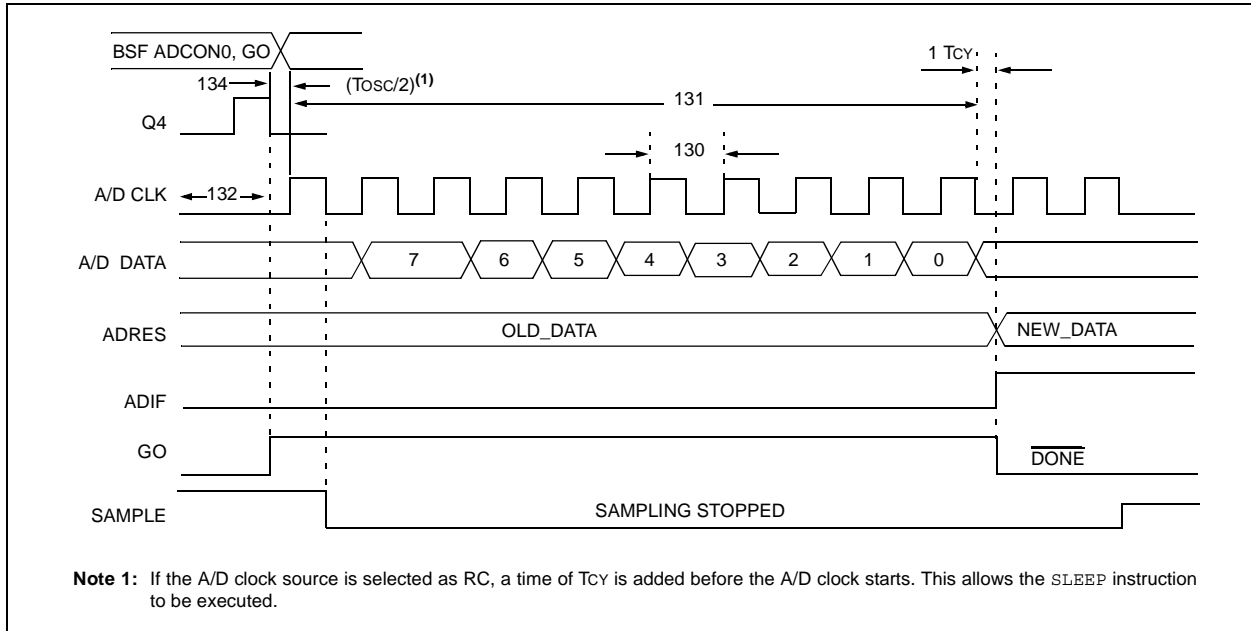 BSF ADCON0, GO
1 TCY
134
(TOSC/2)(1)
131
Q4
130
A/D CLK
132
A/D DATA
7
6
5
4
3
2
1
0
ADRES
OLD_DATA
NEW_DATA
ADIF
GO
DONE
SAMPLE
SAMPLING STOPPED
Note 1: If the A/D clock source is selected as RC, a time of TCY is added before the A/D clock starts. This allows the SLEEP instruction
to be executed.